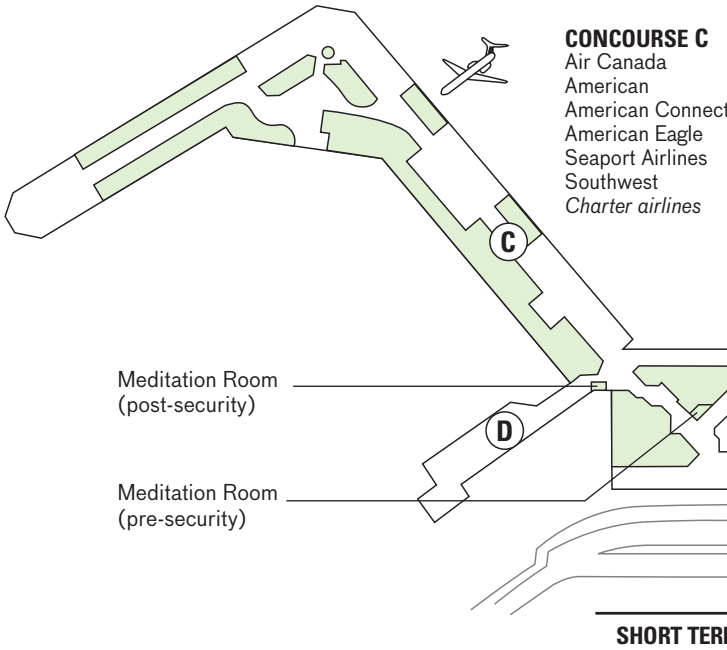 CONCOURSE C
Air Canada
American
American Connect
American Eagle
Seaport Airlines
Southwest
Charter airlines
C
Meditation Room
(post-security)
D
Meditation Room
(pre-security)
SHORT TER